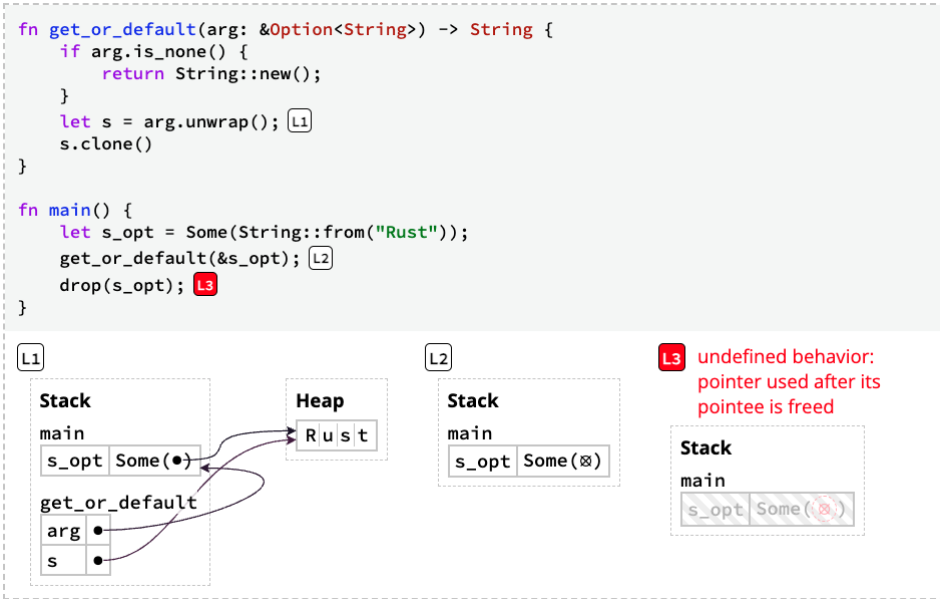 fn get_or_default(arg: &Option<String>) -> String {
    if arg.is_none() {
        return String::new();
    }
    let s = arg.unwrap(); L1
    s.clone()
}

fn main() {
    let s_opt = Some(String::from("Rust"));
    get_or_default(&s_opt); L2
    drop(s_opt); L3
}
L1
Stack
main
s_opt Some(●)
get_or_default
arg ●
s ●
Heap
R u s t
L2
Stack
main
s_opt Some(⊠)
L3 undefined behavior:
pointer used after its
pointee is freed
Stack
main
s_opt Some(⊠)